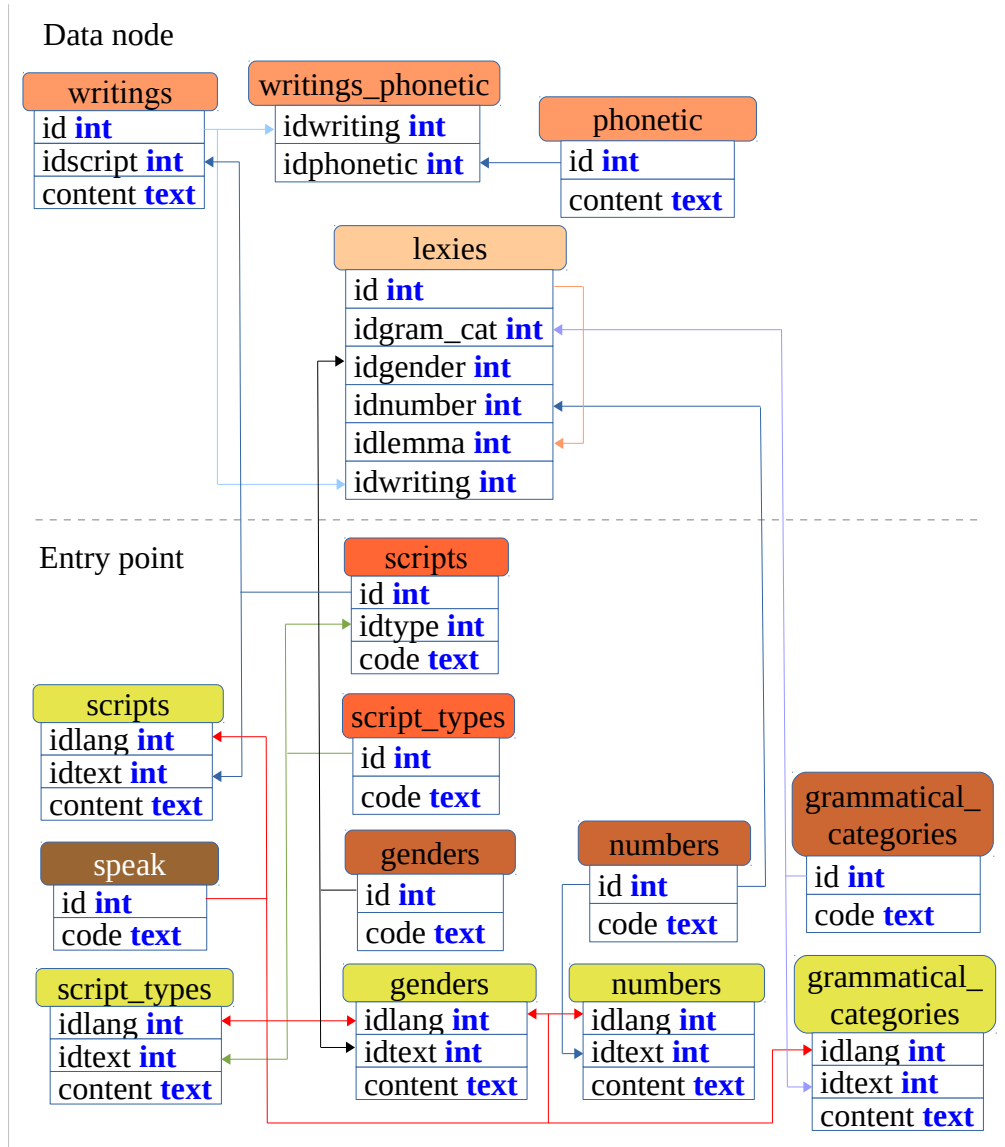 Data node
writings
id int
idscript int
content text
writings_phonetic
idwriting int
idphonetic int
phonetic
id int
content text
lexies
id int
idgram_cat int
idgender int
idnumber int
idlemma int
idwriting int
Entry point
scripts
id int
idtype int
code text
scripts
idlang int
idtext int
content text
script_types
id int
code text
speak
id int
code text
genders
id int
code text
numbers
id int
code text
grammatical_
categories
id int
code text
script_types
idlang int
idtext int
content text
genders
idlang int
idtext int
content text
numbers
idlang int
idtext int
content text
grammatical_
categories
idlang int
idtext int
content text